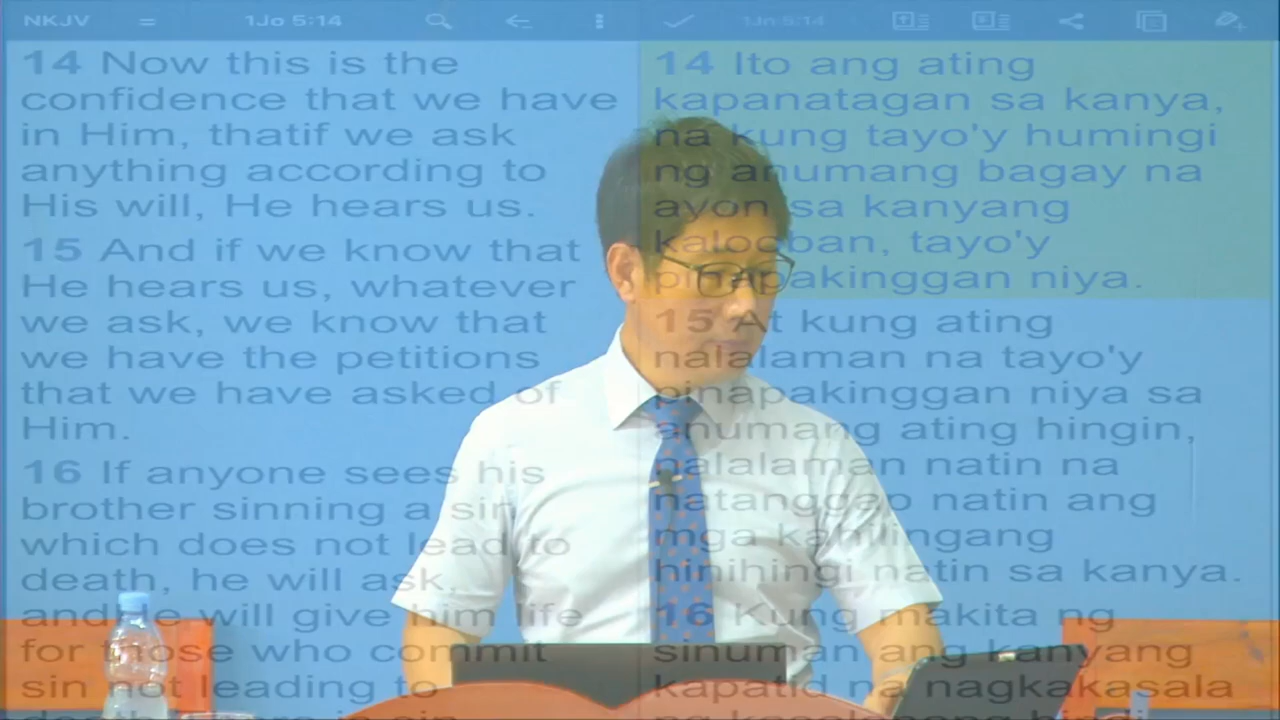 NKJV = 1Jo 5:14
14 Now this is the
confidence that we have
in Him, thatif we ask
anything according to
His will, He hears us.
15 And if we know that
He hears us, whatever
we ask, we know that
we have the petitions
that we have asked of
Him.
16 If anyone sees his
brother sinning a sin
which does not lead to
death, he will ask,
and He will give him life
for those who commit
sin not leading to
1Jn 5:14
14 Ito ang ating
kapanatagan sa kanya,
na kung tayo'y humingi
ng anumang bagay na
ayon sa kanyang
kalooban, tayo'y
pinapakinggan niya.
15 At kung ating
nalalaman na tayo'y
pinapakinggan niya sa
anumang ating hingin,
nalalaman natin na
natanggap natin ang
mga kahilingang
hinihingi natin sa kanya.
16 Kung makita ng
sinuman ang kanyang
kapatid na nagkakasala